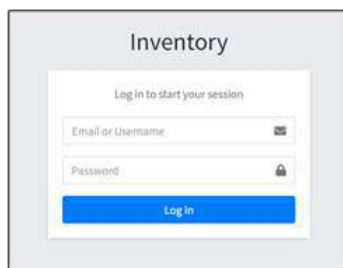 Inventory
Log in to start your session
Email or Username
Password
Log In